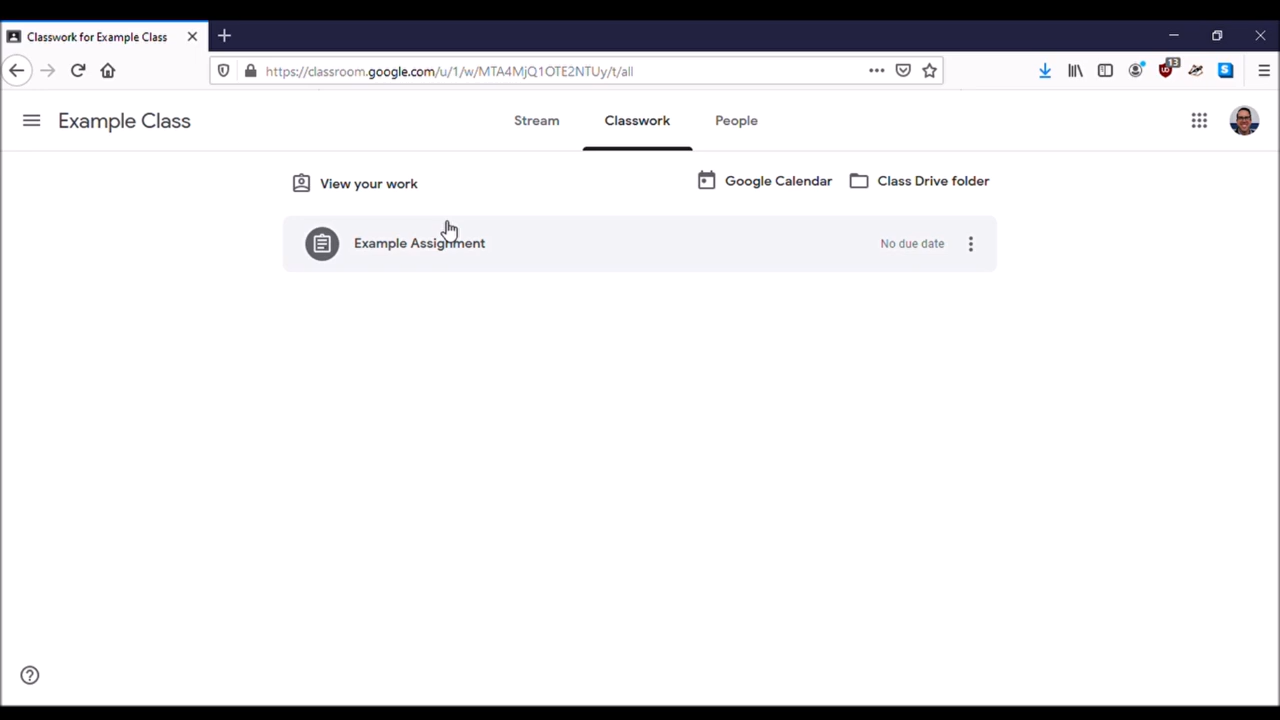 Classwork for Example Class
https://classroom.google.com/u/1/w/MTA4MjQ1OTE2NTUy/t/all
13
Example Class
Stream
Classwork
People
View your work
Google Calendar
Class Drive folder
Example Assignment
No due date